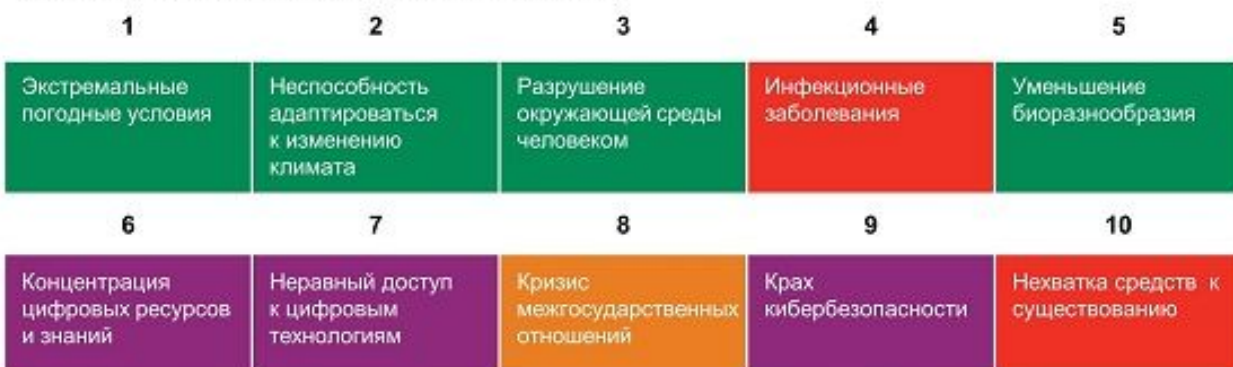 1 2 3 4 5
Экстремальные
погодные условия
Неспособность
адаптироваться
к изменению
климата
Разрушение
окружающей среды
человеком
Инфекционные
заболевания
Уменьшение
биоразнообразия
6 7 8 9 10
Концентрация
цифровых ресурсов
и знаний
Неравный доступ
к цифровым
технологиям
Кризис
межгосударственных
отношений
Крах
кибербезопасности
Нехватка средств к
существованию